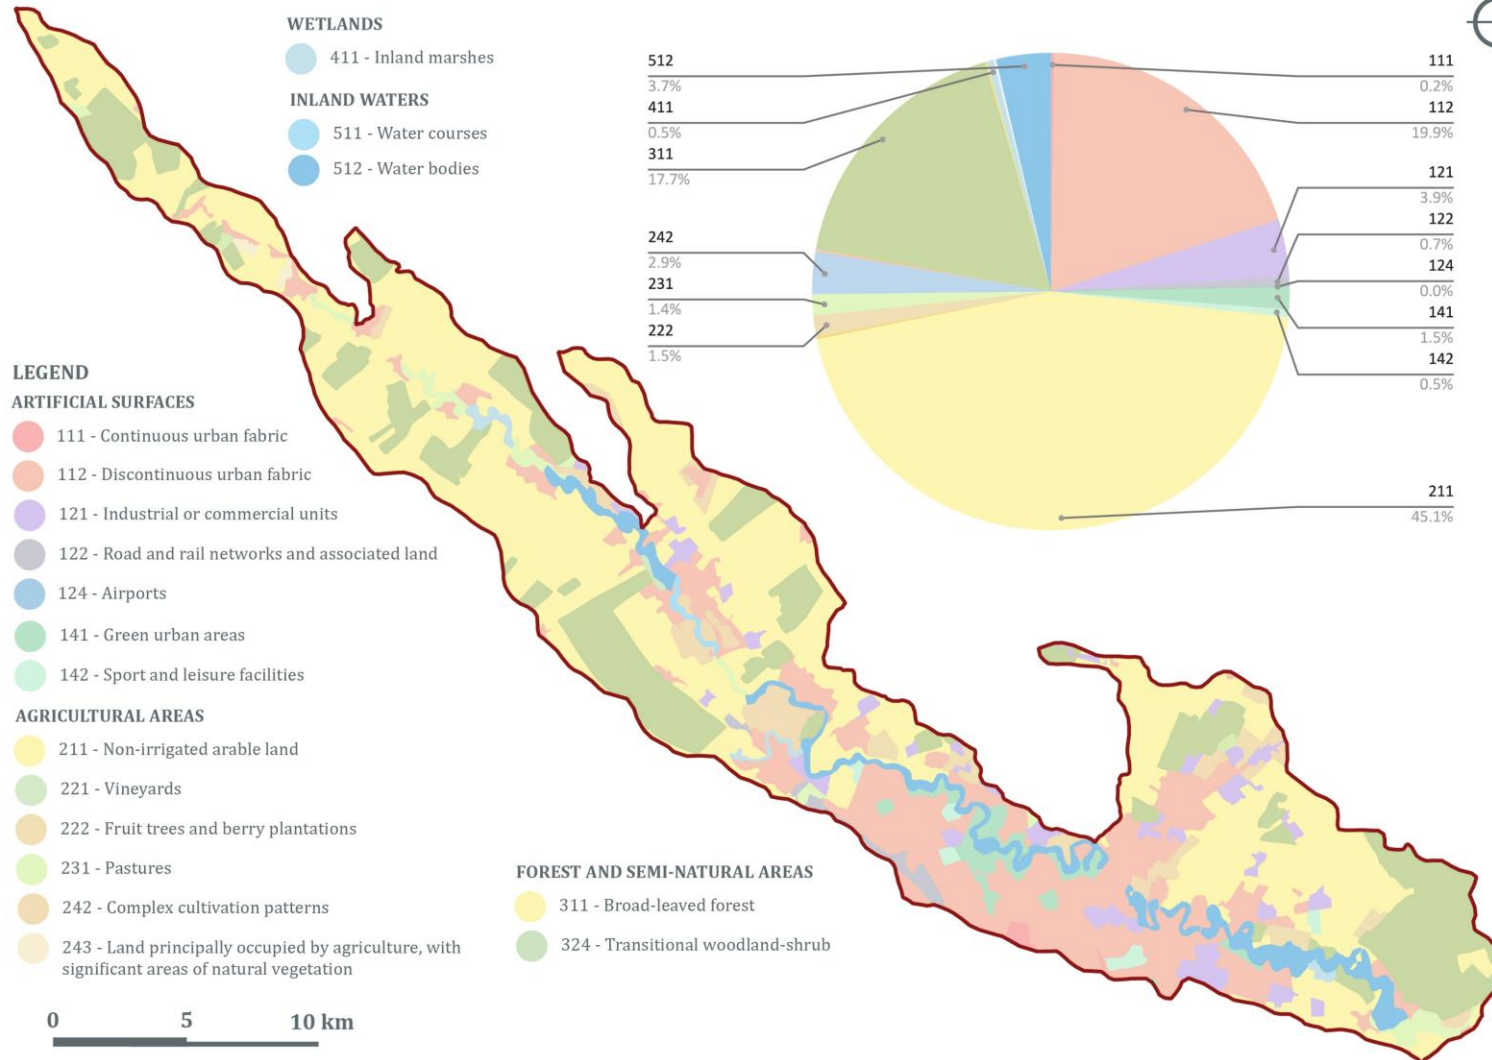 WETLANDS
411 - Inland marshes
INLAND WATERS
511 - Water courses
512 - Water bodies
512
3.7%
411
0.5%
311
17.7%
242
2.9%
231
1.4%
222
1.5%
111
0.2%
112
19.9%
121
3.9%
122
0.7%
124
0.0%
141
1.5%
142
0.5%
211
45.1%
LEGEND
ARTIFICIAL SURFACES
111 - Continuous urban fabric
112 - Discontinuous urban fabric
121 - Industrial or commercial units
122 - Road and rail networks and associated land
124 - Airports
141 - Green urban areas
142 - Sport and leisure facilities
AGRICULTURAL AREAS
211 - Non-irrigated arable land
221 - Vineyards
222 - Fruit trees and berry plantations
231 - Pastures
242 - Complex cultivation patterns
243 - Land principally occupied by agriculture, with
significant areas of natural vegetation
FOREST AND SEMI-NATURAL AREAS
311 - Broad-leaved forest
324 - Transitional woodland-shrub
0 5 10 km